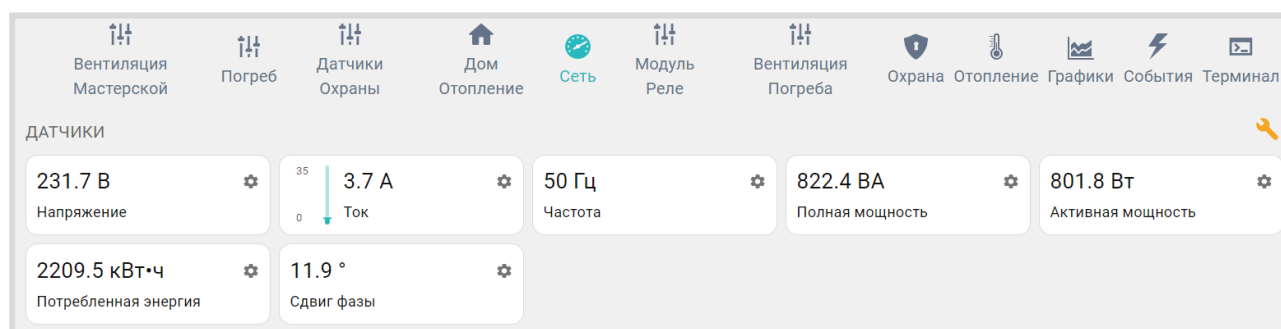 Вентиляция
Мастерской
Погреб
Датчики
Охраны
Дом
Отопление
Сеть
Модуль
Реле
Вентиляция
Погреба
Охрана
Отопление
Графики
События
Терминал
ДАТЧИКИ
231.7 В
Напряжение
35
0
3.7 А
Ток
50 Гц
Частота
822.4 ВА
Полная мощность
801.8 Вт
Активная мощность
2209.5 кВт•ч
Потребленная энергия
11.9 °
Сдвиг фазы